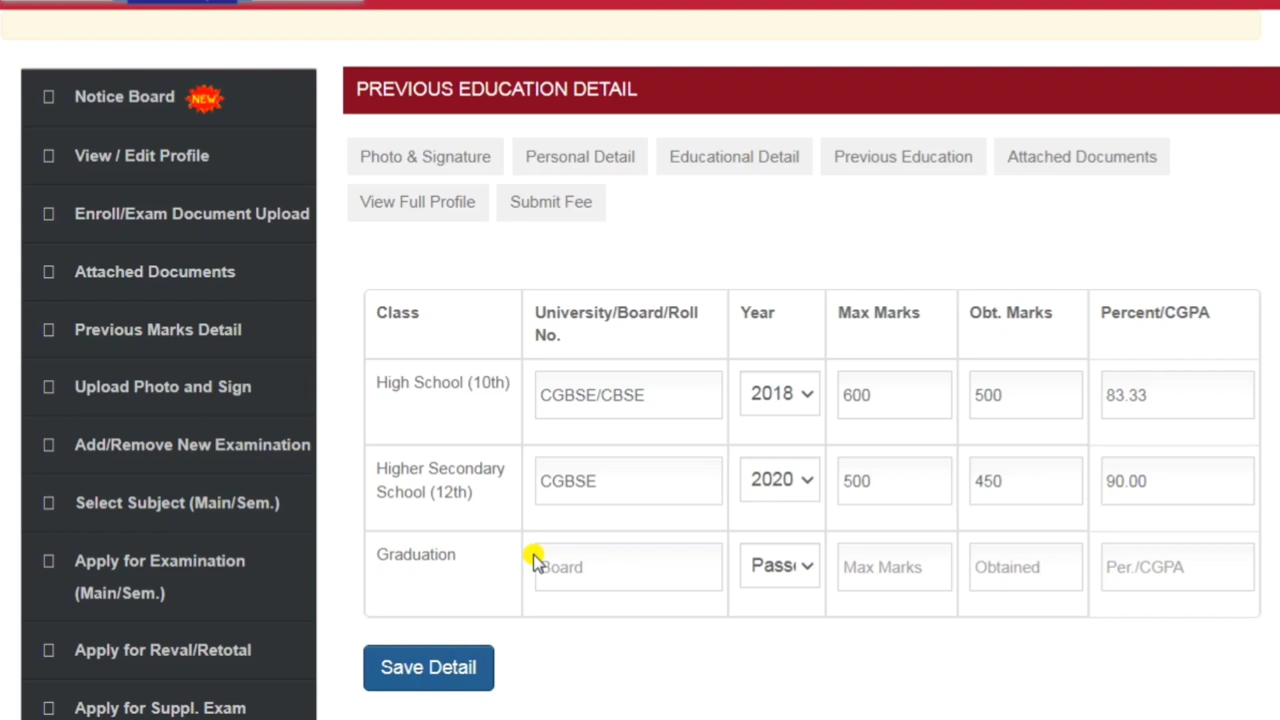 Notice Board NEW
View / Edit Profile
Enroll/Exam Document Upload
Attached Documents
Previous Marks Detail
Upload Photo and Sign
Add/Remove New Examination
Select Subject (Main/Sem.)
Apply for Examination
(Main/Sem.)
Apply for Reval/Retotal
Apply for Suppl. Exam
PREVIOUS EDUCATION DETAIL
Photo & Signature Personal Detail Educational Detail Previous Education Attached Documents
View Full Profile Submit Fee
Class University/Board/Roll No. Year Max Marks Obt. Marks Percent/CGPA
High School (10th) CGBSE/CBSE 2018 600 500 83.33
Higher Secondary School (12th) CGBSE 2020 500 450 90.00
Graduation Board Max Marks Obtained Per./CGPA
Save Detail